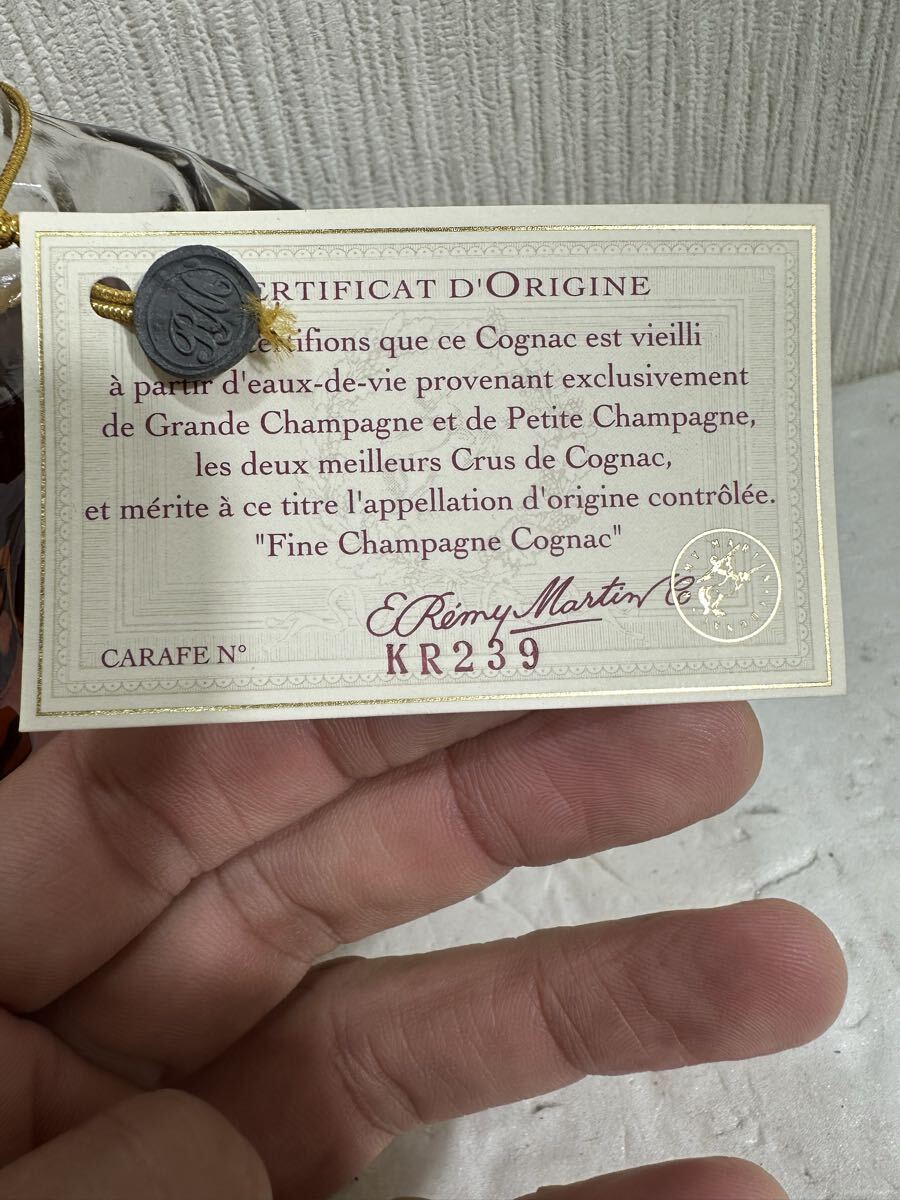 RM
ERTIFICAT D'ORIGINE
tifions que ce Cognac est vieilli
à partir d'eaux-de-vie provenant exclusivement
de Grande Champagne et de Petite Champagne,
les deux meilleurs Crus de Cognac,
et mérite à ce titre l'appellation d'origine contrôlée.
"Fine Champagne Cognac"
E Rémy Martin & Co
CARAFE N° KR239